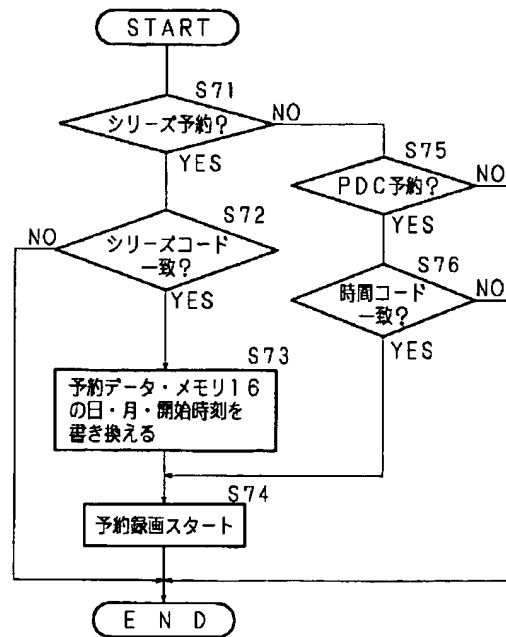 START
S71
シリーズ予約?
NO
YES
S75
PDC予約?
NO
YES
S72
NO
シリーズコード
一致?
YES
S76
時間コード
一致?
NO
YES
S73
予約データ・メモリ16
の日・月・開始時刻を
書き換える
S74
予約録画スタート
END